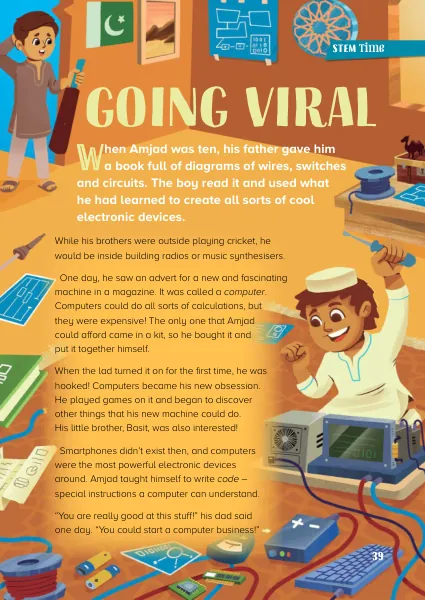 STEM Time
GOING VIRAL
When Amjad was ten, his father gave him
a book full of diagrams of wires, switches
and circuits. The boy read it and used what
he had learned to create all sorts of cool
electronic devices.
While his brothers were outside playing cricket, he
would be inside building radios or music synthesisers.
One day, he saw an advert for a new and fascinating
machine in a magazine. It was called a computer.
Computers could do all sorts of calculations, but
they were expensive! The only one that Amjad
could afford came in a kit, so he bought it and
put it together himself.
When the lad turned it on for the first time, he was
hooked! Computers became his new obsession.
He played games on it and began to discover
other things that his new machine could do.
His little brother, Basit, was also interested!
Smartphones didn't exist then, and computers
were the most powerful electronic devices
around. Amjad taught himself to write code –
special instructions a computer can understand.
“You are really good at this stuff!” his dad said
one day. “You could start a computer business!”
39